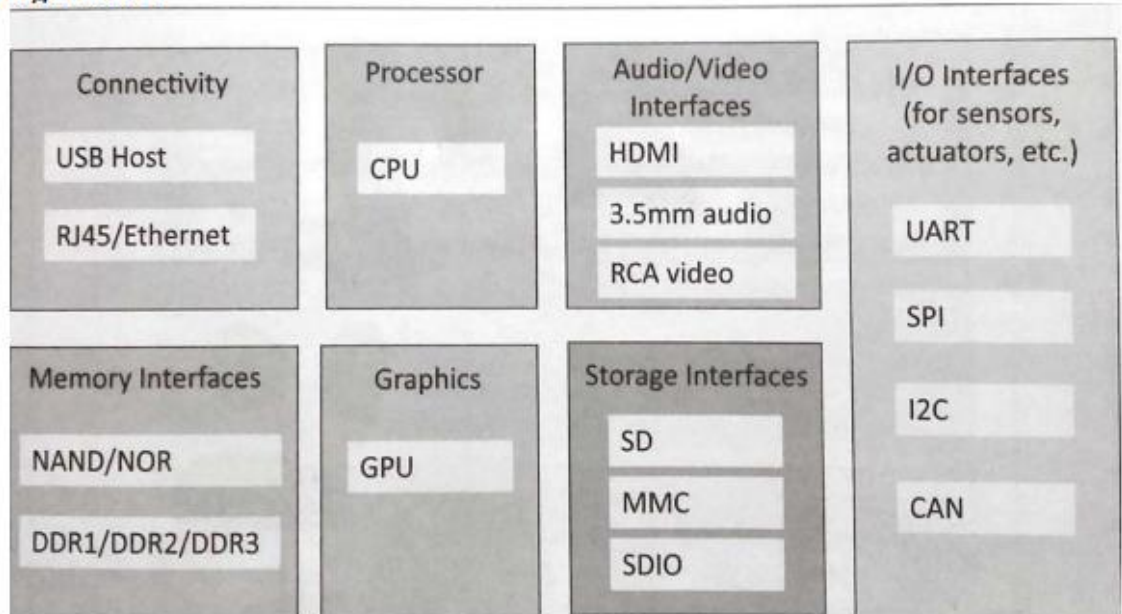 Connectivity
USB Host
RJ45/Ethernet
Processor
CPU
Audio/Video
Interfaces
HDMI
3.5mm audio
RCA video
I/O Interfaces
(for sensors,
actuators, etc.)
UART
SPI
I2C
CAN
Memory Interfaces
NAND/NOR
DDR1/DDR2/DDR3
Graphics
GPU
Storage Interfaces
SD
MMC
SDIO